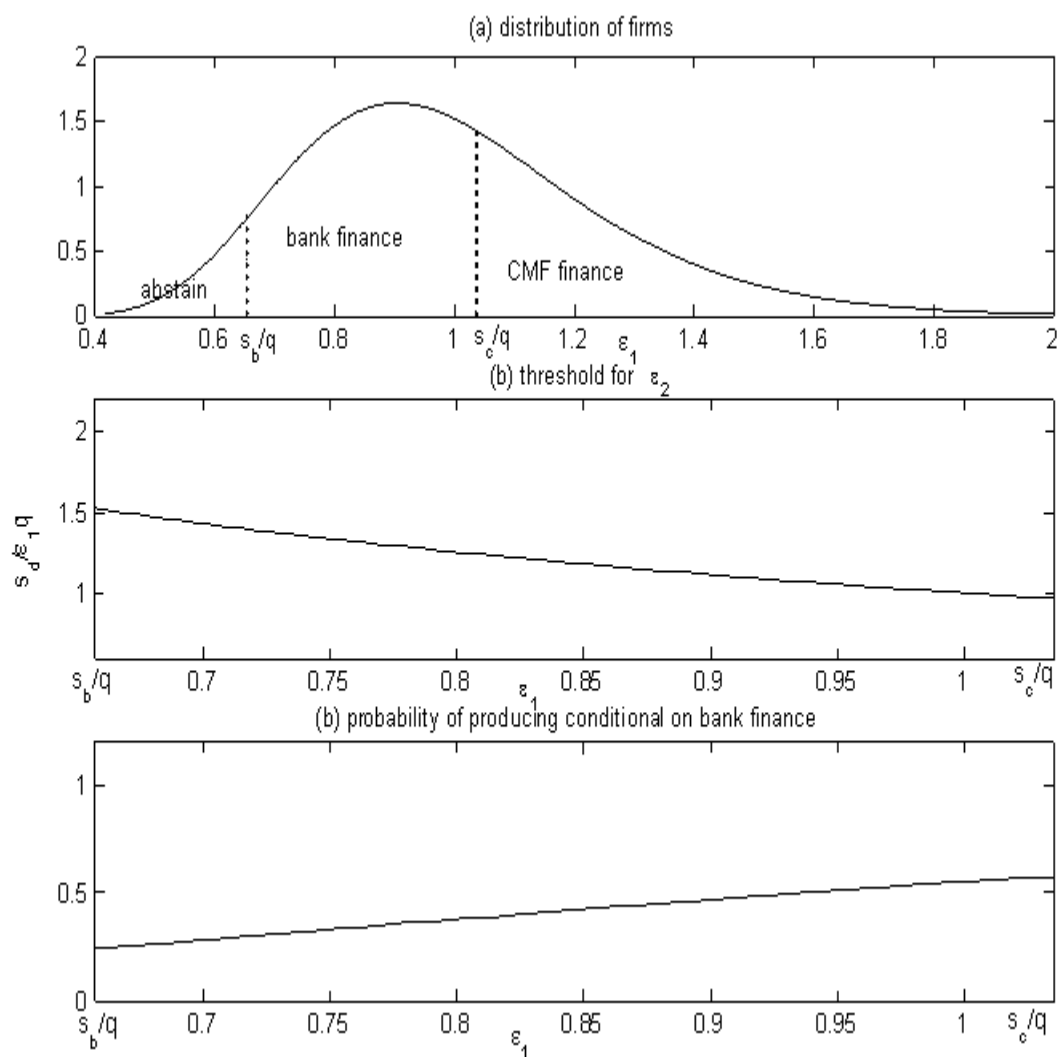 (a) distribution of firms
2
1.5
1
0.5
0
abstain
bank finance
CMF finance
0.4 0.6 s_b/q 0.8 1 s_c/q 1.2 ε_1 1.4 1.6 1.8 2
(b) threshold for ε_2
2
1.5
1
s_d/ε_1 q
s_b/q 0.7 0.75 0.8 ε_1 0.85 0.9 0.95 1 s_c/q
(b) probability of producing conditional on bank finance
1
0.5
0
s_b/q 0.7 0.75 0.8 ε_1 0.85 0.9 0.95 1 s_c/q